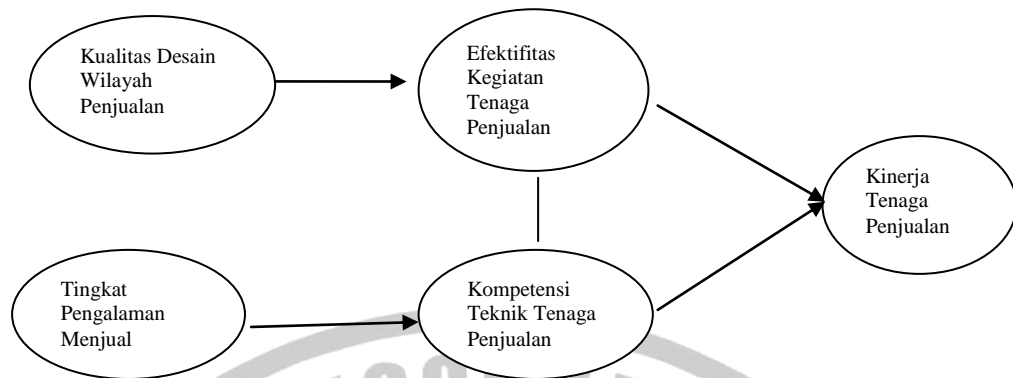 Kualitas Desain
Wilayah
Penjualan
Efektifitas
Kegiatan
Tenaga
Penjualan
Kinerja
Tenaga
Penjualan
Tingkat
Pengalaman
Menjual
Kompetensi
Teknik Tenaga
Penjualan